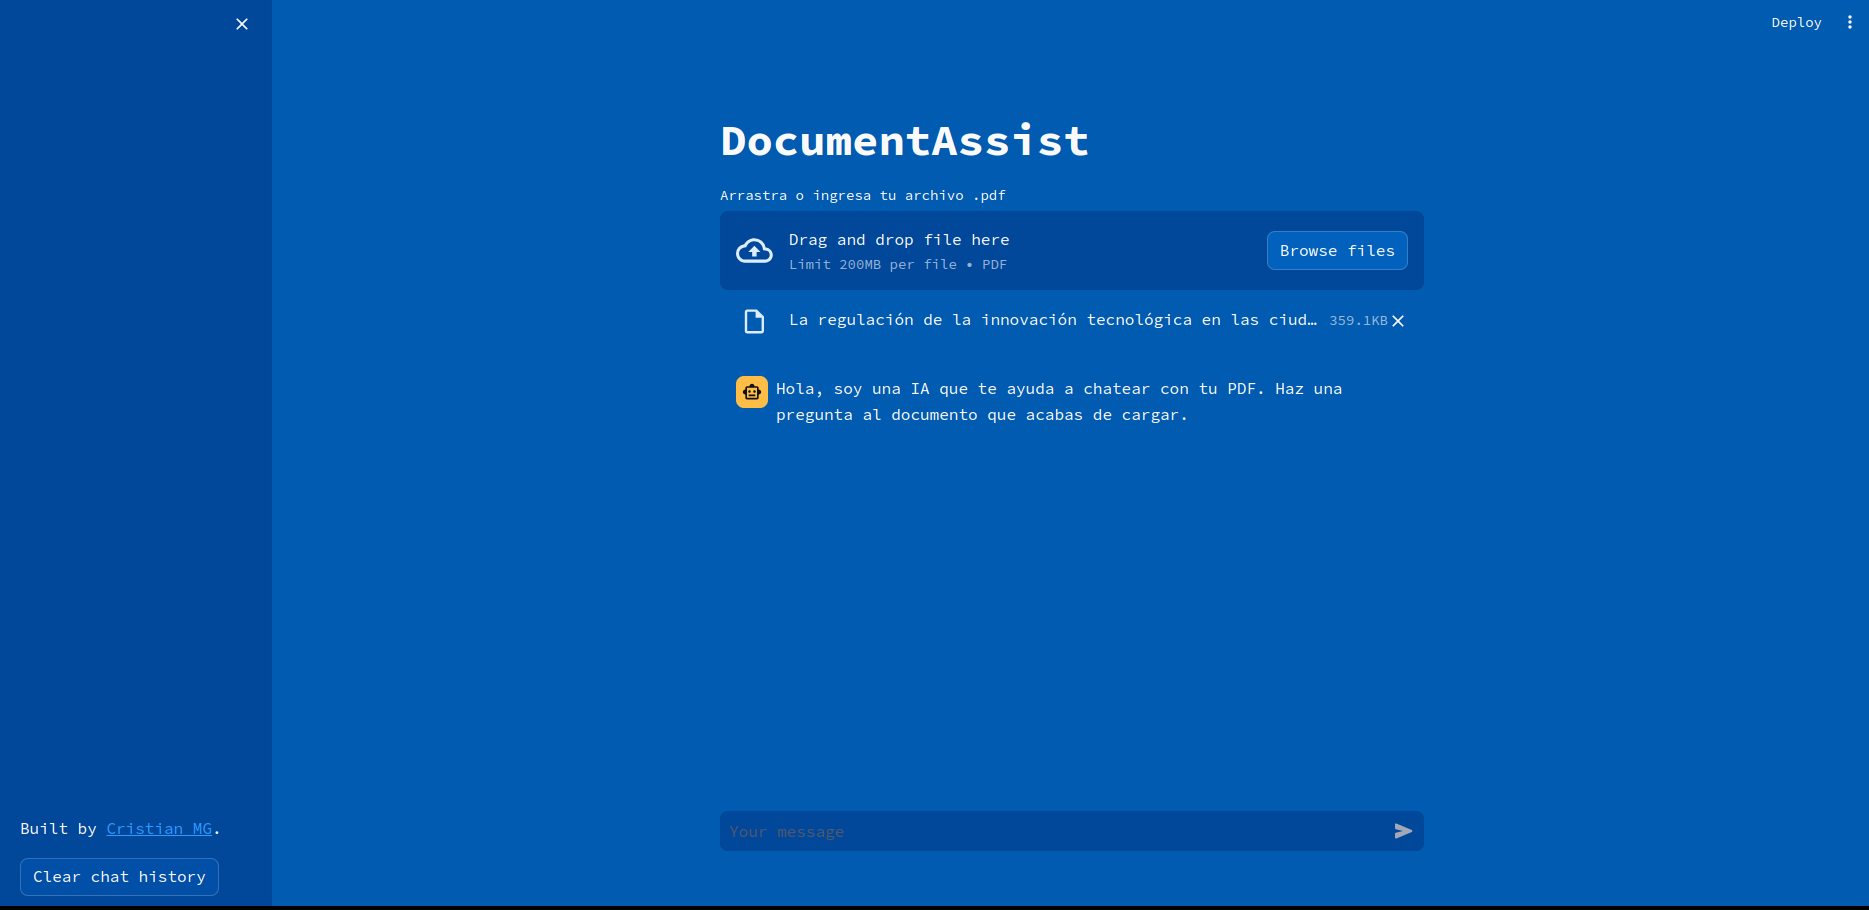 Deploy
DocumentAssist
Arrastra o ingresa tu archivo .pdf
Drag and drop file here
Limit 200MB per file • PDF
Browse files
La regulación de la innovación tecnológica en las ciud… 359.1KB
Hola, soy una IA que te ayuda a chatear con tu PDF. Haz una
pregunta al documento que acabas de cargar.
Your message
Built by Cristian MG.
Clear chat history